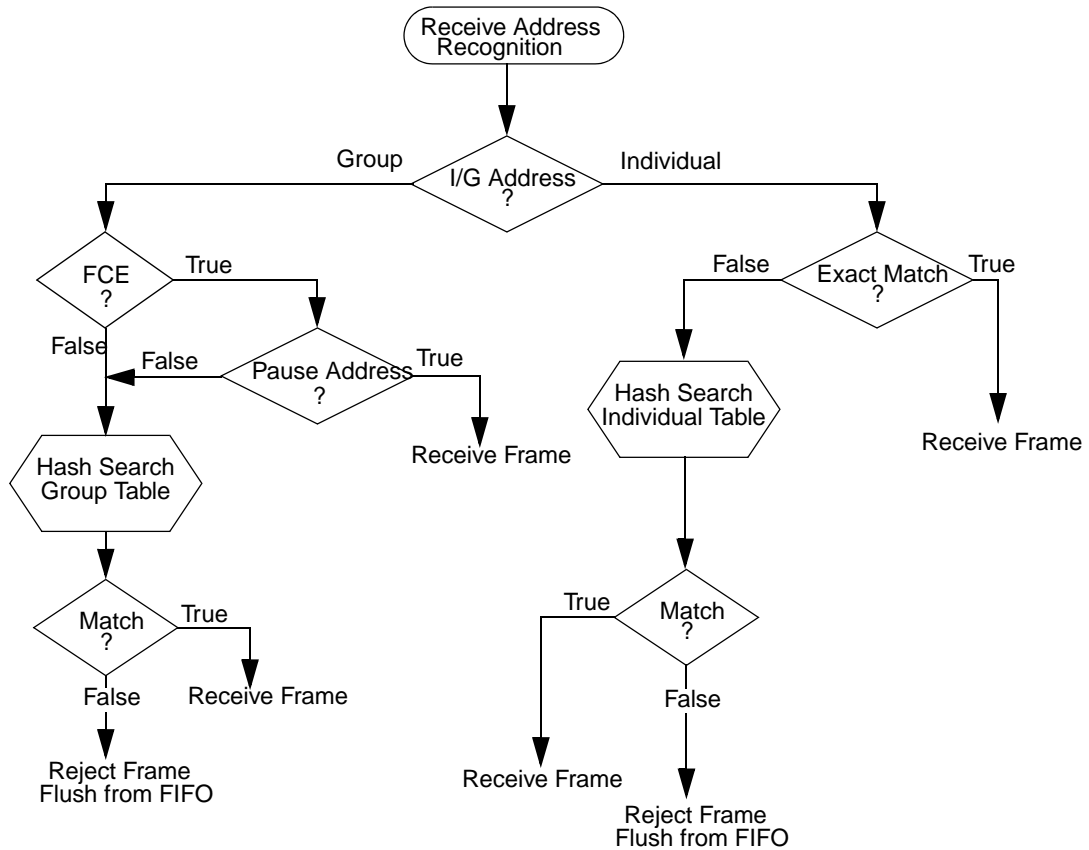 Receive Address
Recognition
Group
I/G Address
?
Individual
FCE
?
True
False
Exact Match
?
True
False
False
Pause Address
?
True
Hash Search
Individual Table
Receive Frame
Receive Frame
Hash Search
Group Table
Match
?
True
True
Match
?
False
Receive Frame
False
Reject Frame
Flush from FIFO
Receive Frame
Reject Frame
Flush from FIFO